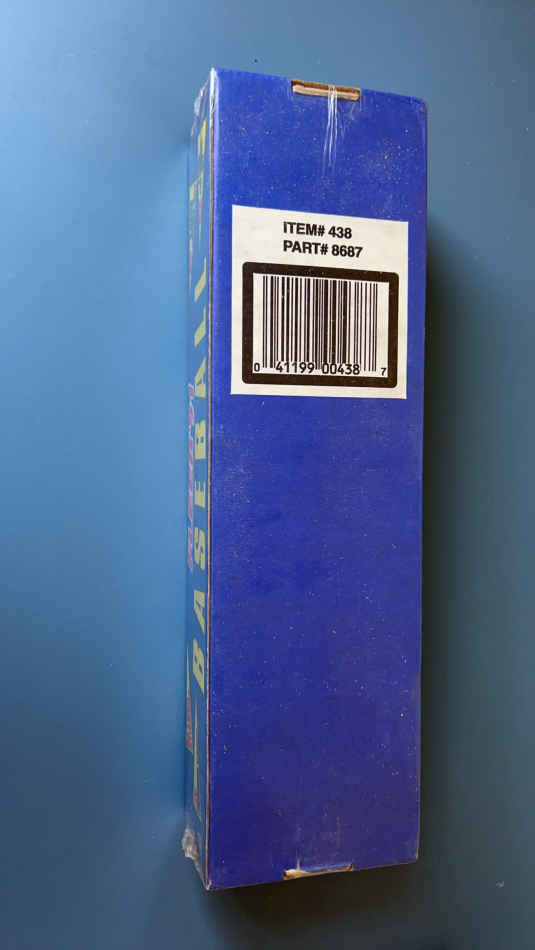 ITEM# 438
PART# 8687
0 41199 00438 7
BASEBALL